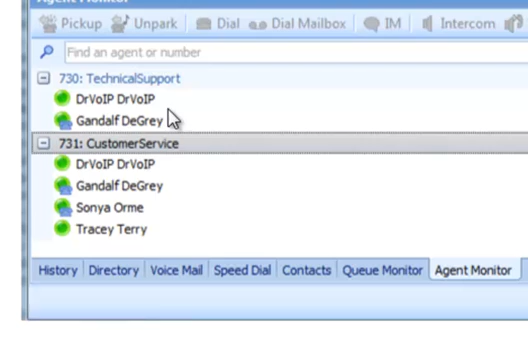 Agent Monitor
Pickup Unpark Dial Dial Mailbox IM Intercom
Find an agent or number
730: TechnicalSupport
DrVoIP DrVoIP
Gandalf DeGrey
731: CustomerService
DrVoIP DrVoIP
Gandalf DeGrey
Sonya Orme
Tracey Terry
History Directory Voice Mail Speed Dial Contacts Queue Monitor Agent Monitor